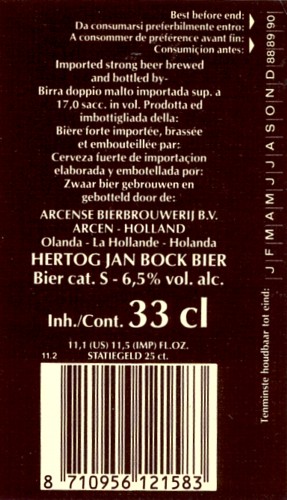 Best before end:
Da consumarsi preferbilmente entro:
A consommer de préférence avant fin:
Consumiçion antes:
Imported strong beer brewed
and bottled by-
Birra doppio malto importada sup. a
17,0 sacc. in vol. Prodotta ed
imbottigliada della:
Bière forte importée, brassée
et embouteillée par:
Cerveza fuerte de importaçion
elaborada y embotellada por:
Zwaar bier gebrouwen en
gebotteld door de:
ARCENSE BIERBROUWERIJ B.V.
ARCEN - HOLLAND
Olanda - La Hollande - Holanda
HERTOG JAN BOCK BIER
Bier cat. S - 6,5% vol. alc.
Inh./Cont. 33 cl
11,1 (US) 11,5 (IMP) FL.OZ.
11.2 STATIEGELD 25 ct.
8 710956 121583
Tenminste houdbaar tot eind: J|F|M|A|M|J|J|A|S|O|N|D|88|89|90|